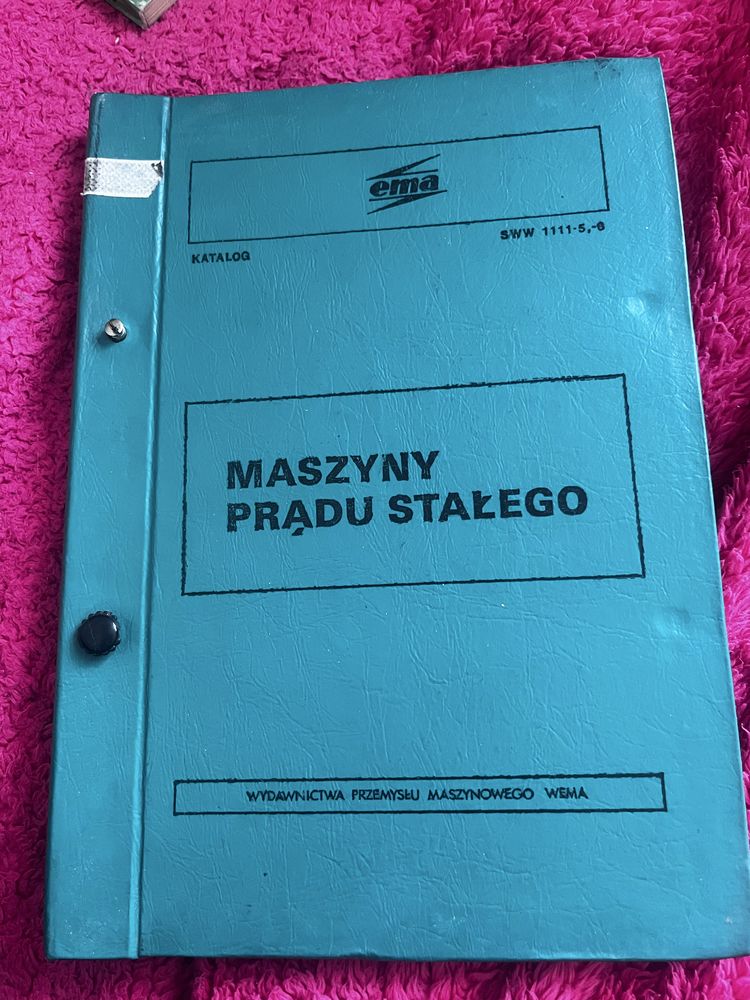 ema
KATALOG
SWW 1111-5,-6
MASZYNY
PRĄDU STAŁEGO
WYDAWNICTWA PRZEMYSŁU MASZYNOWEGO WEMA